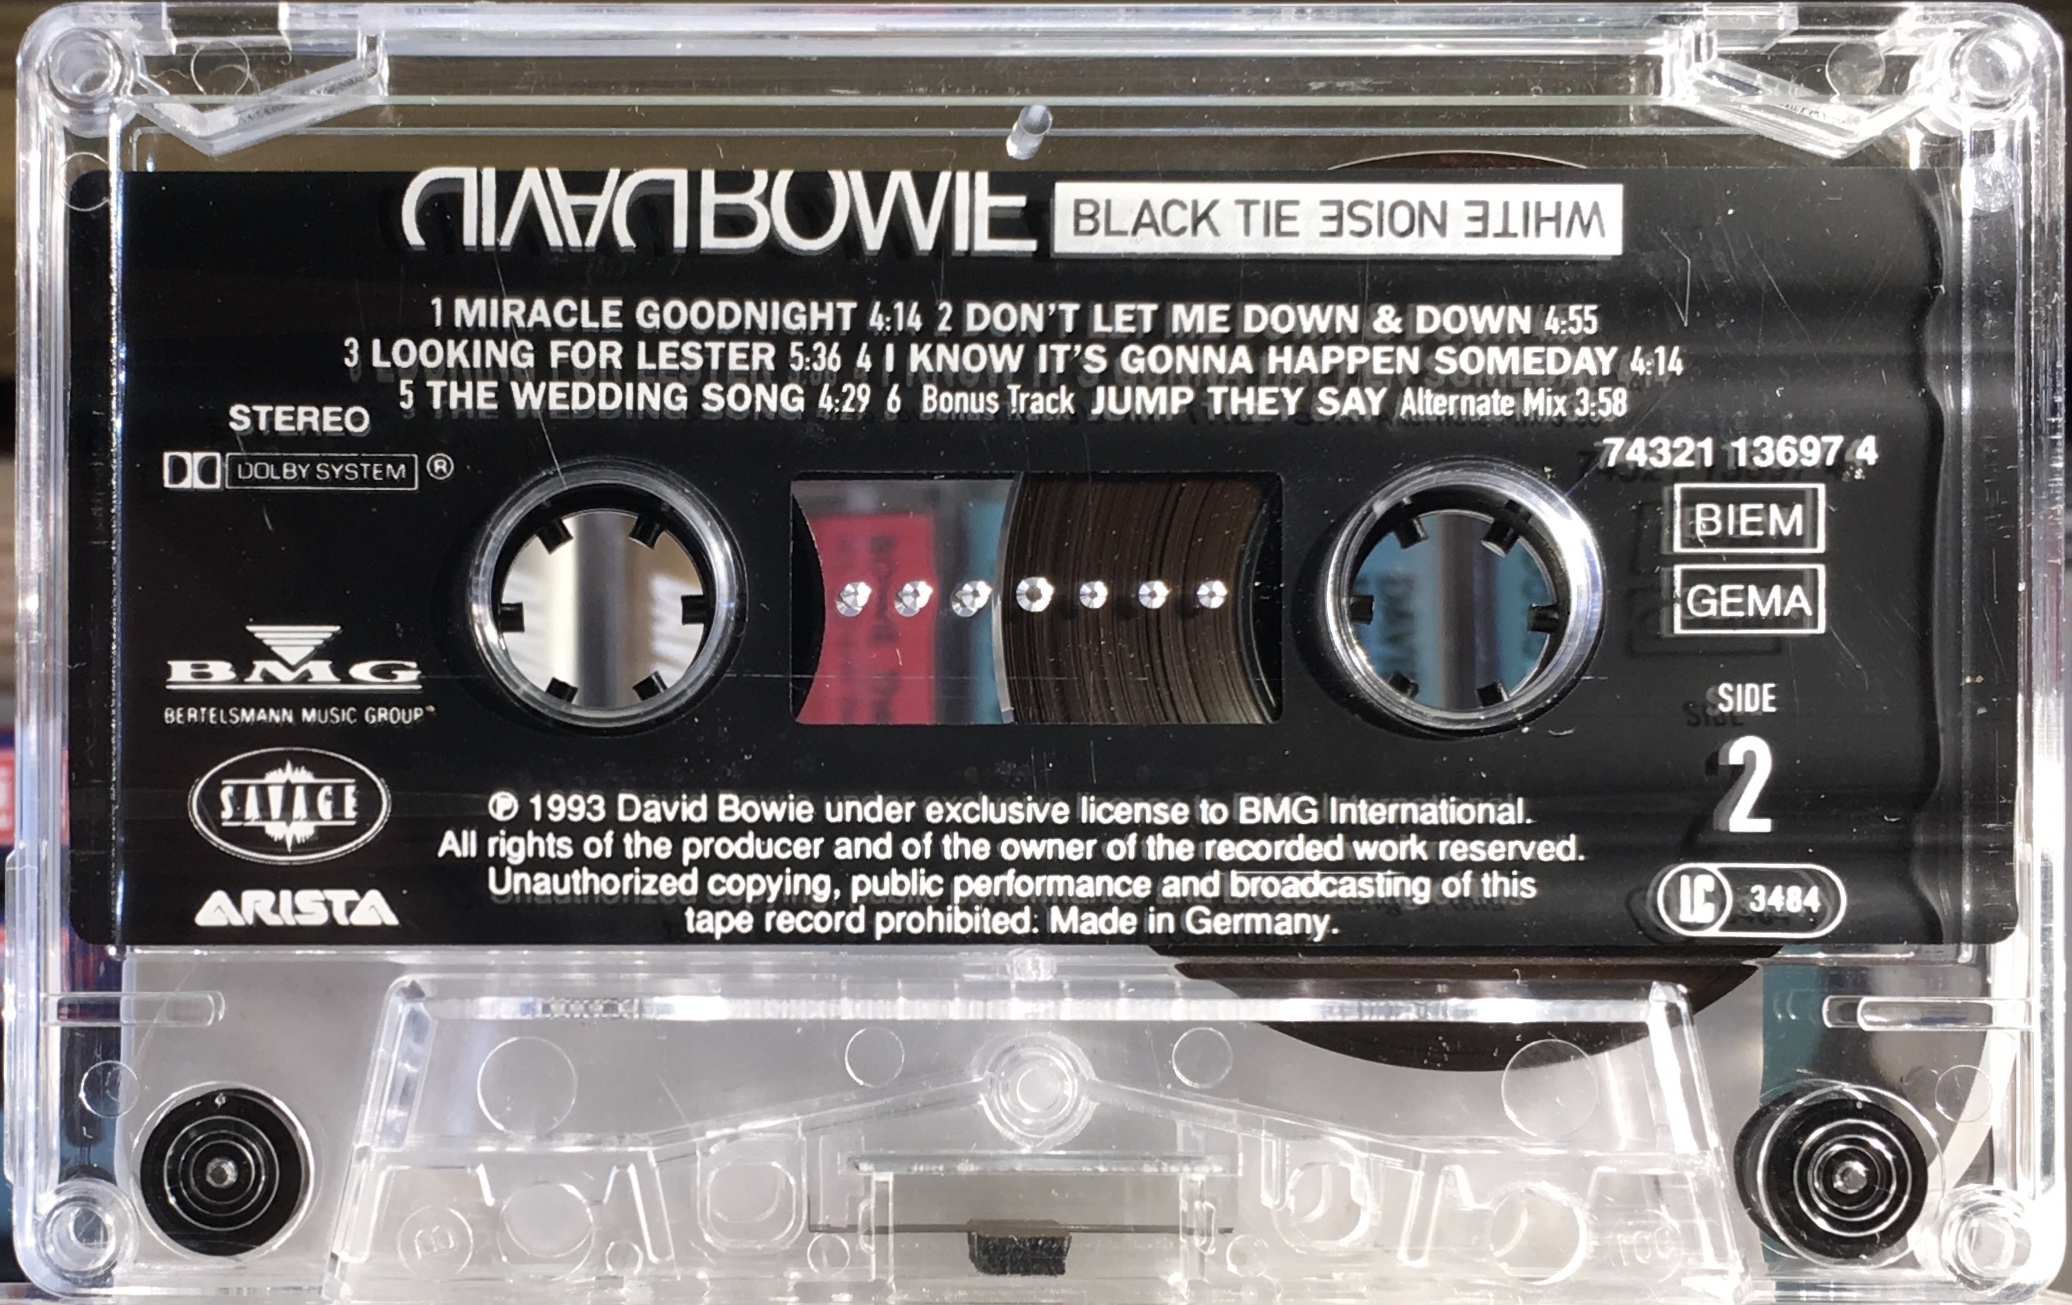 DAVID BOWIE BLACK TIE WHITE NOISE
1 MIRACLE GOODNIGHT 4:14 2 DON'T LET ME DOWN & DOWN 4:55
3 LOOKING FOR LESTER 5:36 4 I KNOW IT'S GONNA HAPPEN SOMEDAY 4:14
5 THE WEDDING SONG 4:29 6 Bonus Track JUMP THEY SAY Alternate Mix 3:58
STEREO
DOLBY SYSTEM ®
74321 13697 4
BIEM
GEMA
BMG
BERTELSMANN MUSIC GROUP
SIDE
2
SAVAGE
ARISTA
℗ 1993 David Bowie under exclusive license to BMG International.
All rights of the producer and of the owner of the recorded work reserved.
Unauthorized copying, public performance and broadcasting of this
tape record prohibited. Made in Germany.
LC 3484